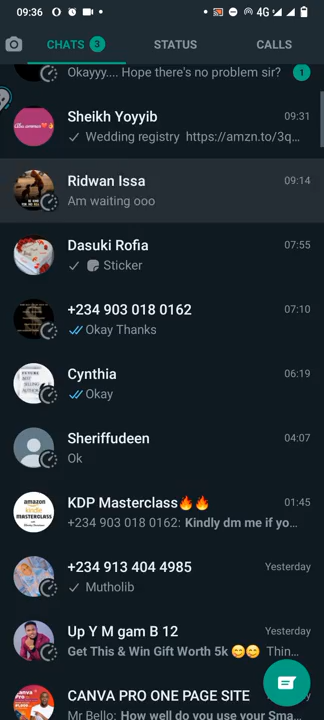 09:36
4G
CHATS 3
STATUS
CALLS
Okayyy.... Hope there's no problem sir?
1
Sheikh Yoyyib 09:31
Wedding registry https://amzn.to/3q...
Ridwan Issa 09:14
Am waiting ooo
Dasuki Rofia 07:55
Sticker
+234 903 018 0162 07:10
Okay Thanks
Cynthia 06:19
Okay
Sheriffudeen 04:07
Ok
amazon
kindle
MASTERCLASS
KDP Masterclass🔥🔥 01:45
+234 903 018 0162: Kindly dm me if yo...
+234 913 404 4985 Yesterday
Mutholib
Up Y M gam B 12 Yesterday
Get This & Win Gift Worth 5k 😊😊 Thin...
CANVA PRO ONE PAGE SITE
Mr Bello: How well do you use your Sma...